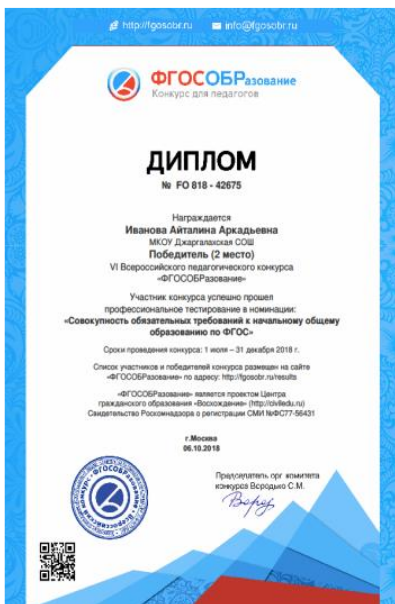 http://fgosobr.ru info@fgosobr.ru
ФГОСОБРазование
Конкурс для педагогов
ДИПЛОМ
№ FO 818 - 42675
Награждается
Иванова Айталина Аркадьевна
МКОУ Джаргалахская СОШ
Победитель (2 место)
VI Всероссийского педагогического конкурса
«ФГОСОБРазование»
Участник конкурса успешно прошел
профессиональное тестирование в номинации:
«Совокупность обязательных требований к начальному общему
образованию по ФГОС»
Сроки проведения конкурса: 1 июля – 31 декабря 2018 г.
Список участников и победителей конкурса размещен на сайте
«ФГОСОБРазование» по адресу: http://fgosobr.ru/results
«ФГОСОБРазование» является проектом Центра
гражданского образования «Восхождение» (http://civiledu.ru)
Свидетельство Роскомнадзора о регистрации СМИ №ФС77-56431
г.Москва
06.10.2018
Председатель орг комитета
конкурса Вородько С.М.